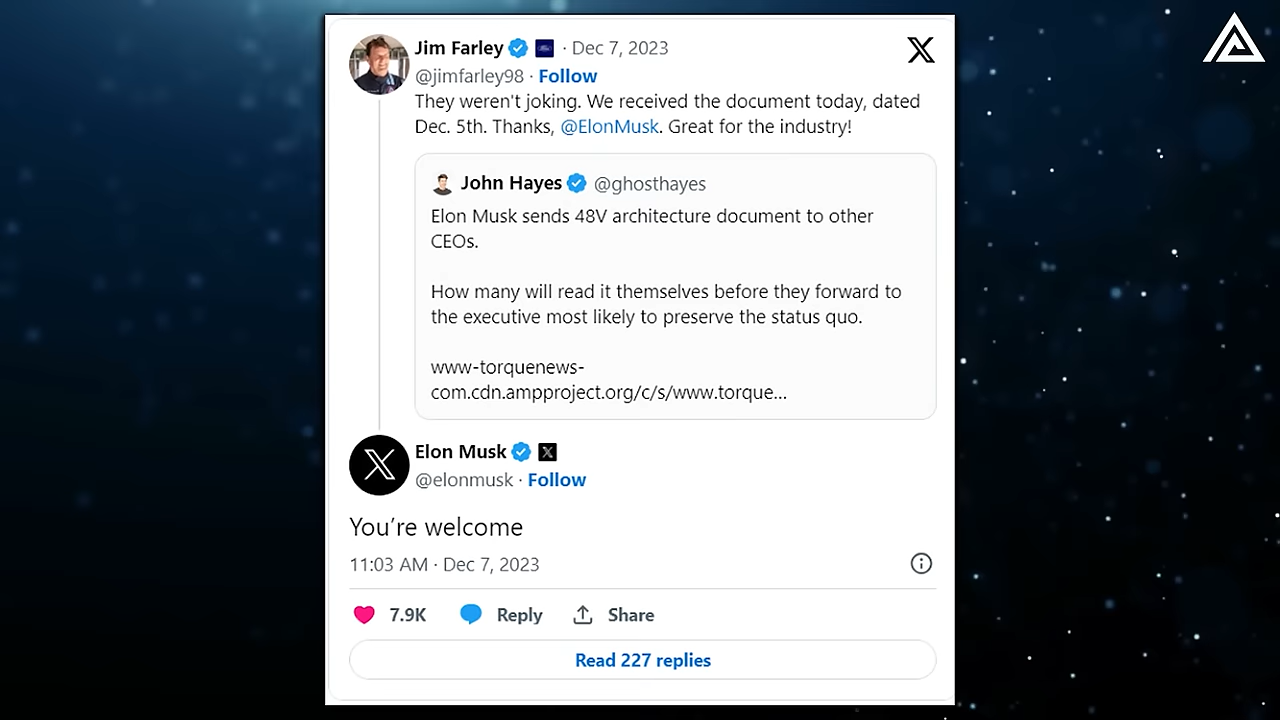 Jim Farley · Dec 7, 2023
@jimfarley98 · Follow
They weren't joking. We received the document today, dated
Dec. 5th. Thanks, @ElonMusk. Great for the industry!
John Hayes @ghosthayes
Elon Musk sends 48V architecture document to other
CEOs.
How many will read it themselves before they forward to
the executive most likely to preserve the status quo.
www-torquenews-
com.cdn.ampproject.org/c/s/www.torque...
Elon Musk
@elonmusk · Follow
You’re welcome
11:03 AM · Dec 7, 2023
7.9K Reply Share
Read 227 replies